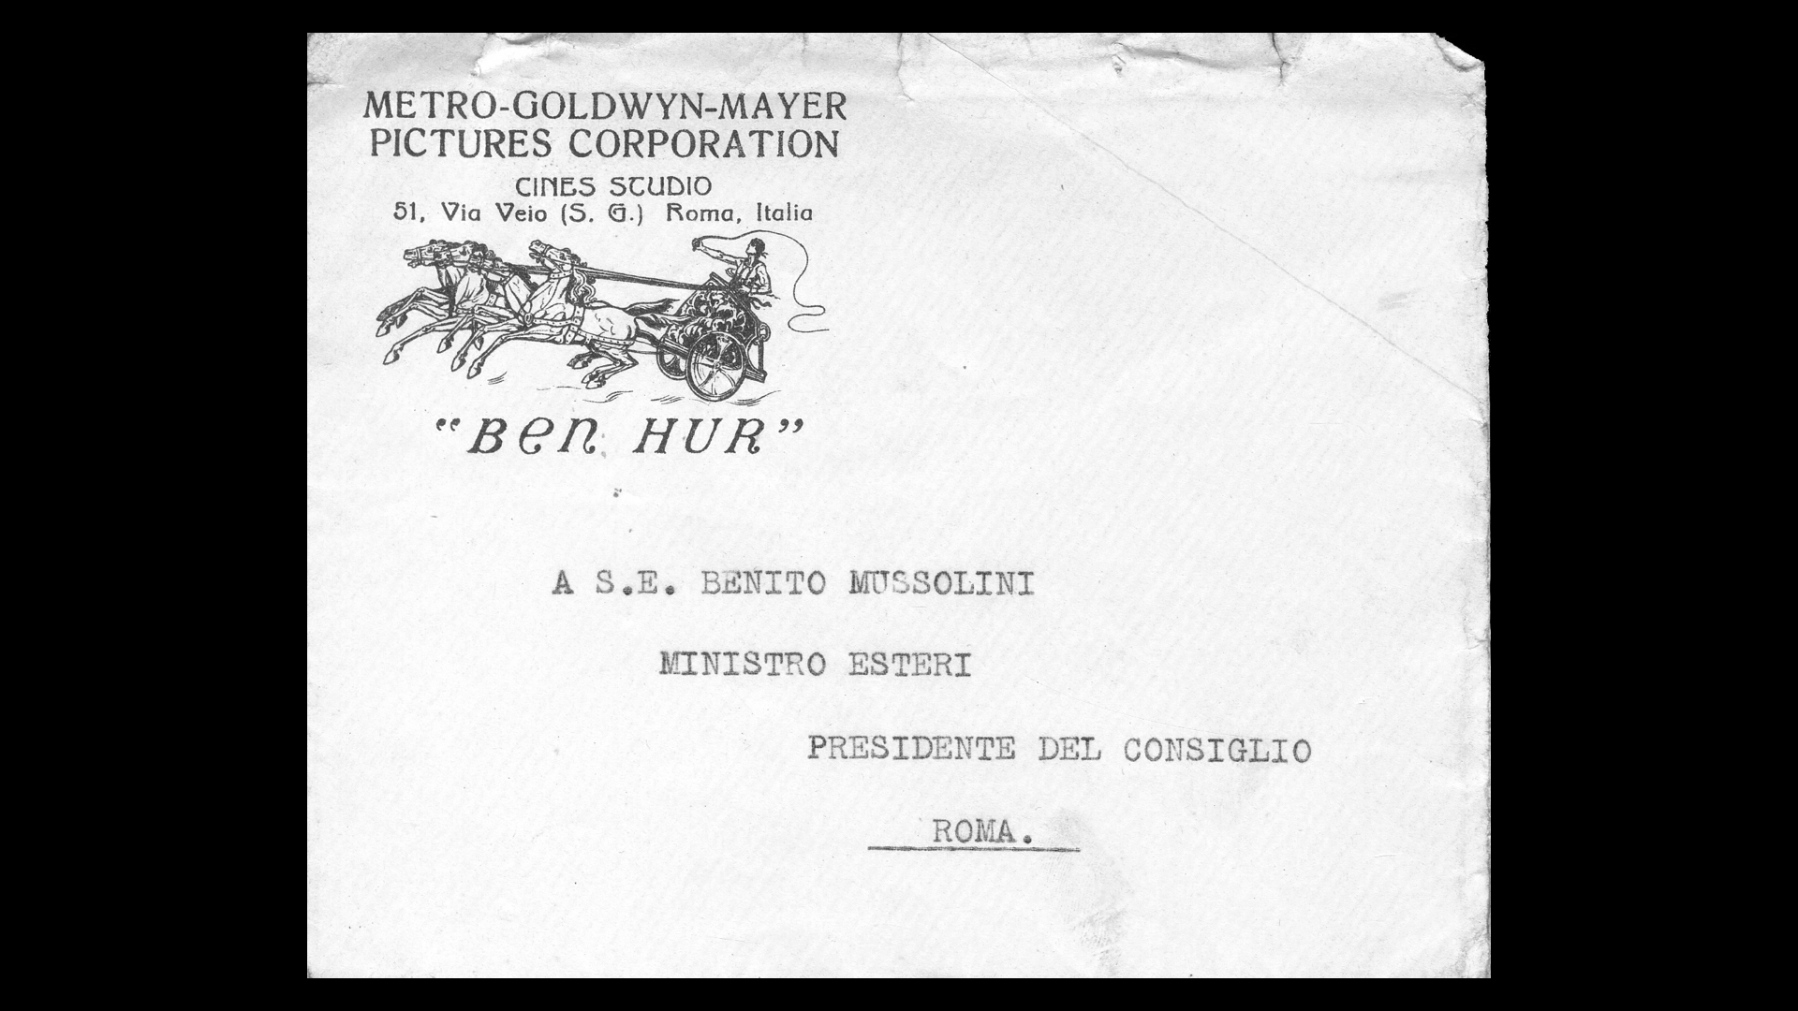 METRO-GOLDWYN-MAYER
PICTURES CORPORATION
CINES STUDIO
51, Via Veio (S. G.) Roma, Italia
"Ben HUR"
A S.E. BENITO MUSSOLINI
MINISTRO ESTERI
PRESIDENTE DEL CONSIGLIO
ROMA.